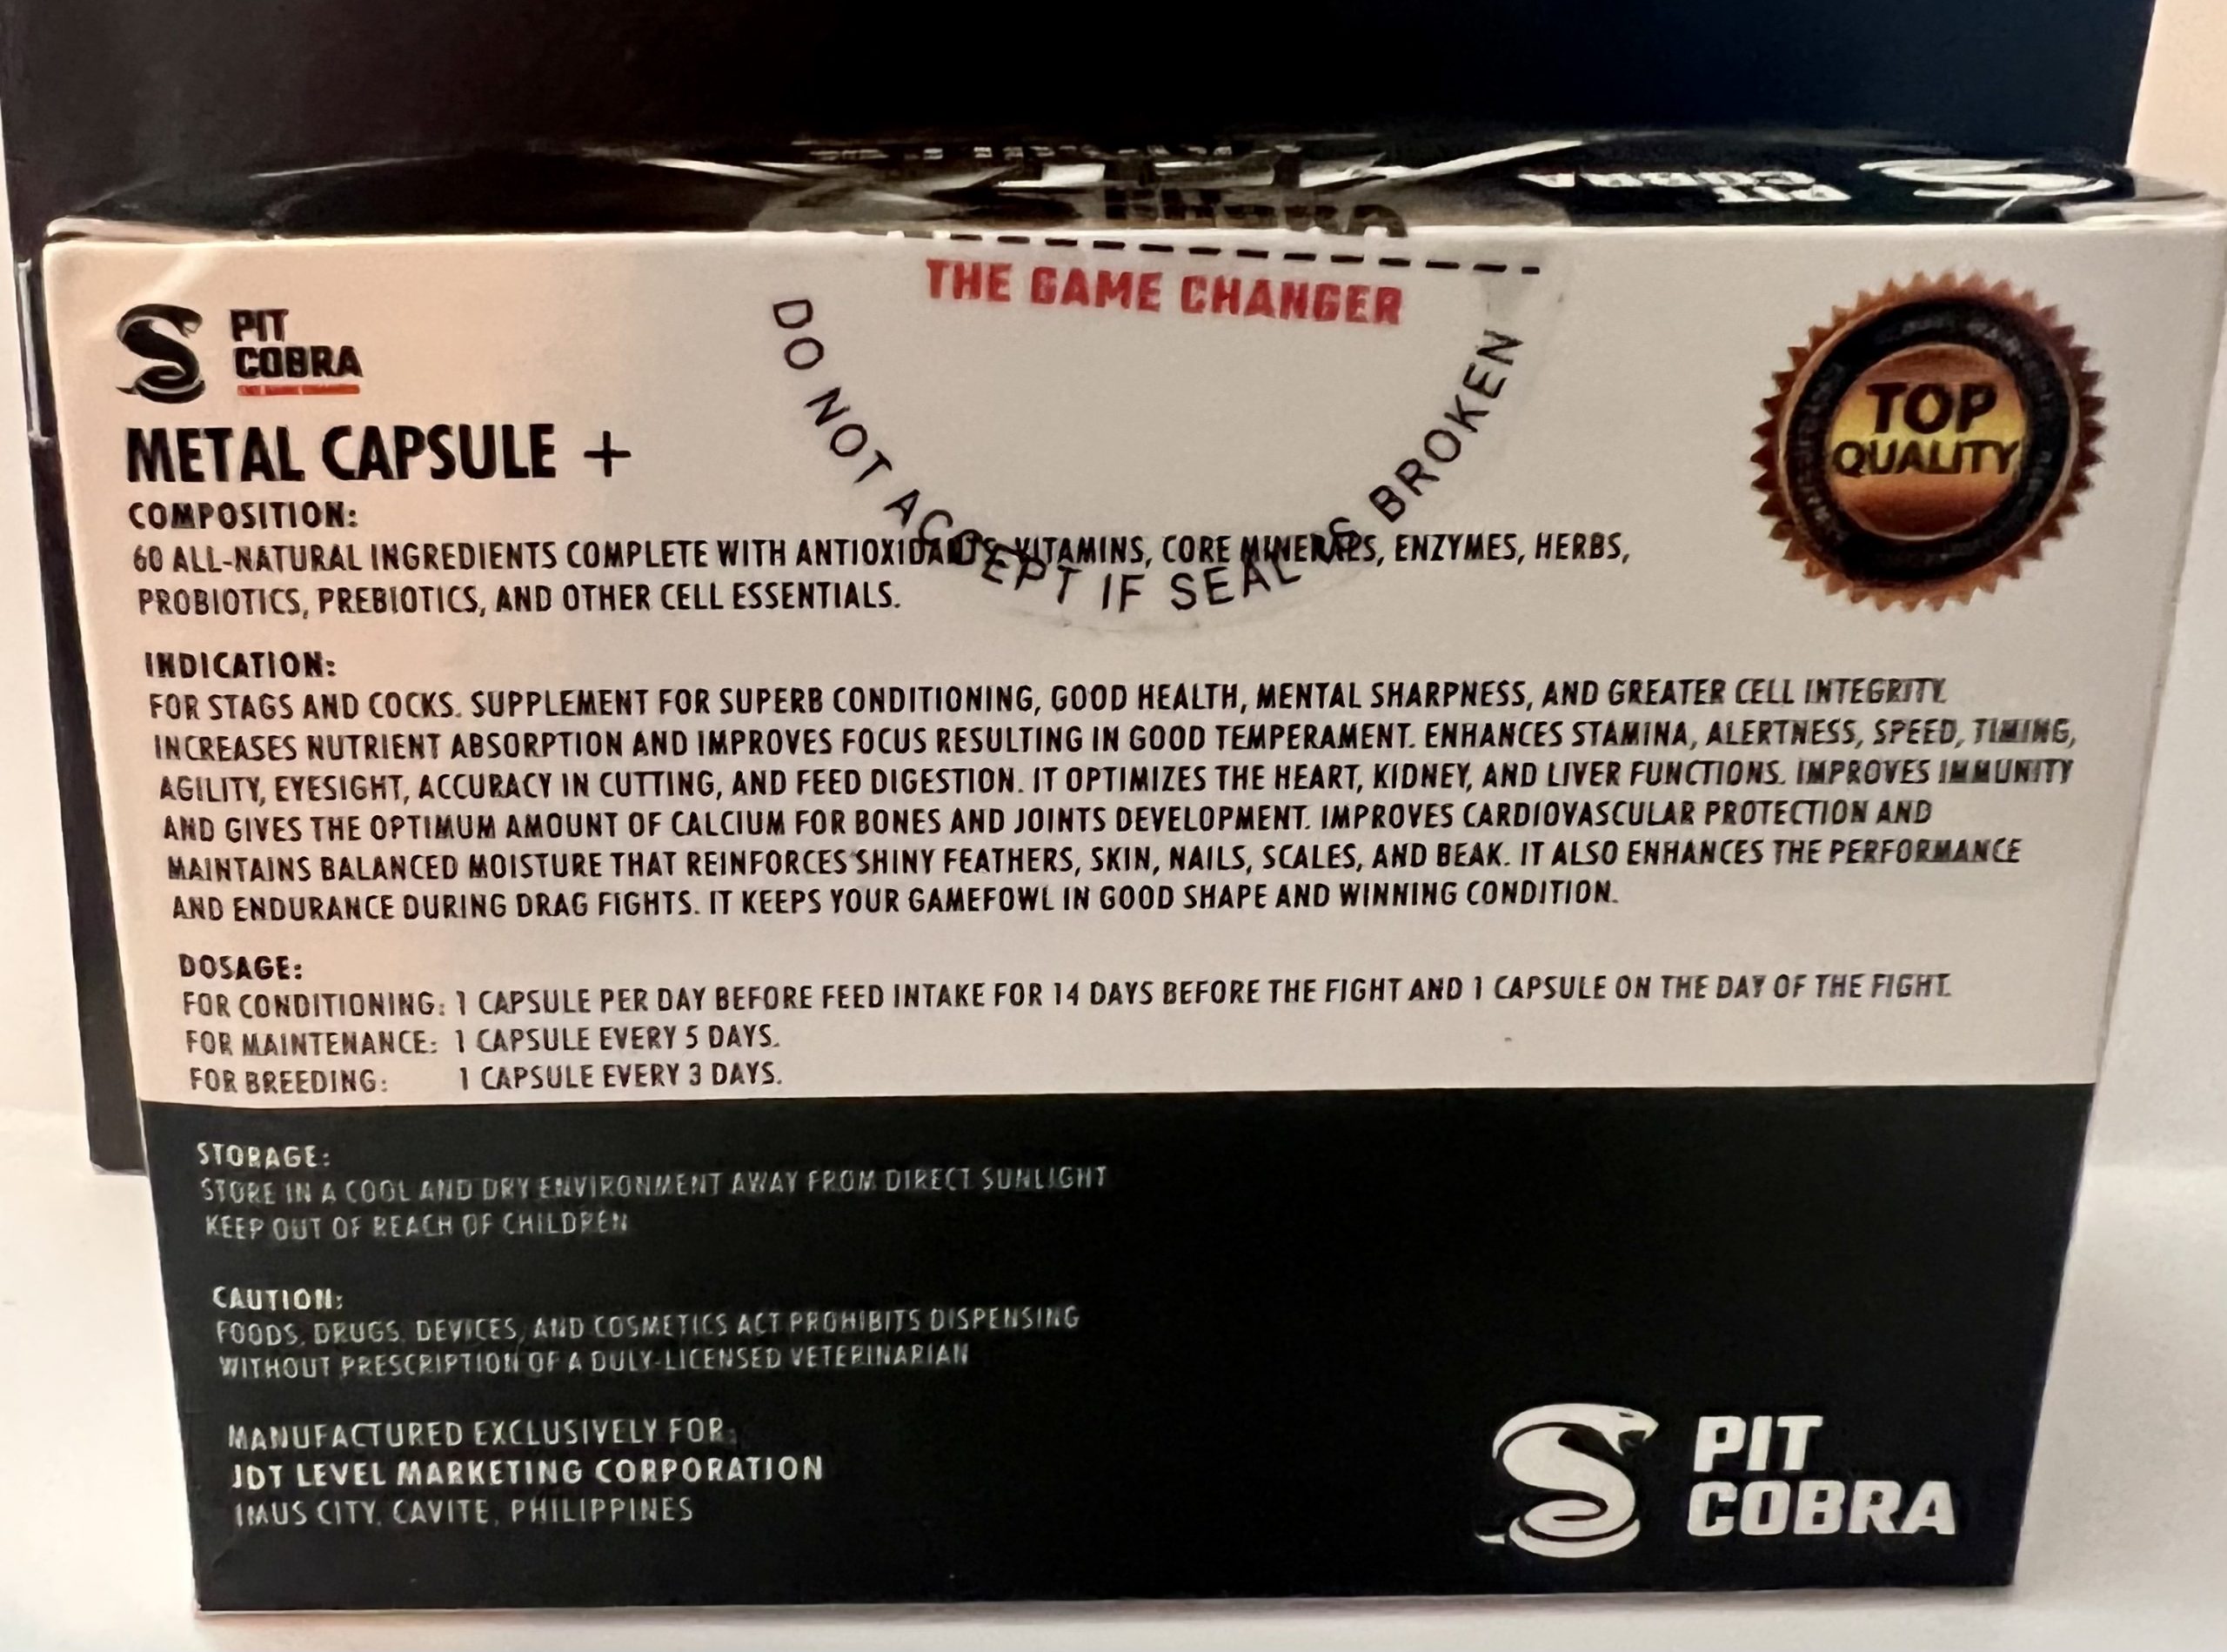 PIT
COBRA
THE GAME CHANGER
DO NOT ACCEPT IF SEAL IS BROKEN
TOP
QUALITY
PIT
COBRA
METAL CAPSULE +
COMPOSITION:
60 ALL-NATURAL INGREDIENTS COMPLETE WITH ANTIOXIDANTS, VITAMINS, CORE MINERALS, ENZYMES, HERBS,
PROBIOTICS, PREBIOTICS, AND OTHER CELL ESSENTIALS.
INDICATION:
FOR STAGS AND COCKS. SUPPLEMENT FOR SUPERB CONDITIONING, GOOD HEALTH, MENTAL SHARPNESS, AND GREATER CELL INTEGRITY.
INCREASES NUTRIENT ABSORPTION AND IMPROVES FOCUS RESULTING IN GOOD TEMPERAMENT. ENHANCES STAMINA, ALERTNESS, SPEED, TIMING,
AGILITY, EYESIGHT, ACCURACY IN CUTTING, AND FEED DIGESTION. IT OPTIMIZES THE HEART, KIDNEY, AND LIVER FUNCTIONS. IMPROVES IMMUNITY
AND GIVES THE OPTIMUM AMOUNT OF CALCIUM FOR BONES AND JOINTS DEVELOPMENT. IMPROVES CARDIOVASCULAR PROTECTION AND
MAINTAINS BALANCED MOISTURE THAT REINFORCES SHINY FEATHERS, SKIN, NAILS, SCALES, AND BEAK. IT ALSO ENHANCES THE PERFORMANCE
AND ENDURANCE DURING DRAG FIGHTS. IT KEEPS YOUR GAMEFOWL IN GOOD SHAPE AND WINNING CONDITION.
DOSAGE:
FOR CONDITIONING: 1 CAPSULE PER DAY BEFORE FEED INTAKE FOR 14 DAYS BEFORE THE FIGHT AND 1 CAPSULE ON THE DAY OF THE FIGHT.
FOR MAINTENANCE: 1 CAPSULE EVERY 5 DAYS.
FOR BREEDING: 1 CAPSULE EVERY 3 DAYS.
STORAGE:
STORE IN A COOL AND DRY ENVIRONMENT AWAY FROM DIRECT SUNLIGHT
KEEP OUT OF REACH OF CHILDREN
CAUTION:
FOODS, DRUGS, DEVICES, AND COSMETICS ACT PROHIBITS DISPENSING
WITHOUT PRESCRIPTION OF A DULY-LICENSED VETERINARIAN
MANUFACTURED EXCLUSIVELY FOR:
JDT LEVEL MARKETING CORPORATION
IMUS CITY, CAVITE, PHILIPPINES
PIT
COBRA